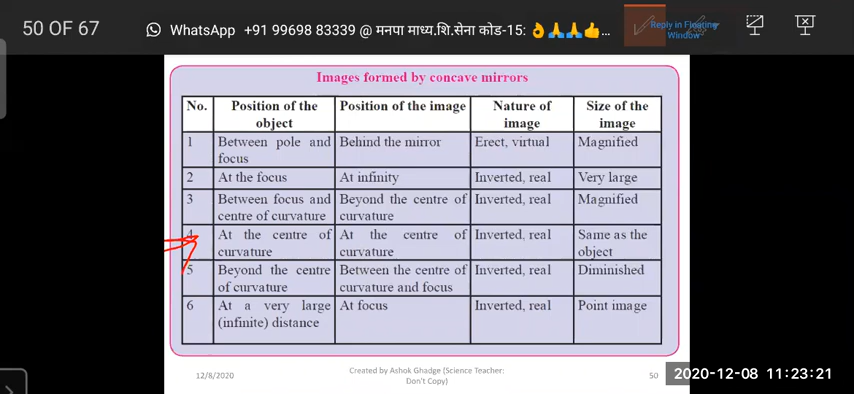 50 OF 67
WhatsApp +91 99698 83339 @ मनपा माध्य.शि.सेना कोड-15: 👌🙏🙏👍...
Reply in Floating
Window
Images formed by concave mirrors
No. Position of the object Position of the image Nature of image Size of the image
1 Between pole and focus Behind the mirror Erect, virtual Magnified
2 At the focus At infinity Inverted, real Very large
3 Between focus and centre of curvature Beyond the centre of curvature Inverted, real Magnified
4 At the centre of curvature At the centre of curvature Inverted, real Same as the object
5 Beyond the centre of curvature Between the centre of curvature and focus Inverted, real Diminished
6 At a very large (infinite) distance At focus Inverted, real Point image
12/8/2020
Created by Ashok Ghadge (Science Teacher:
Don't Copy)
50
2020-12-08 11:23:21